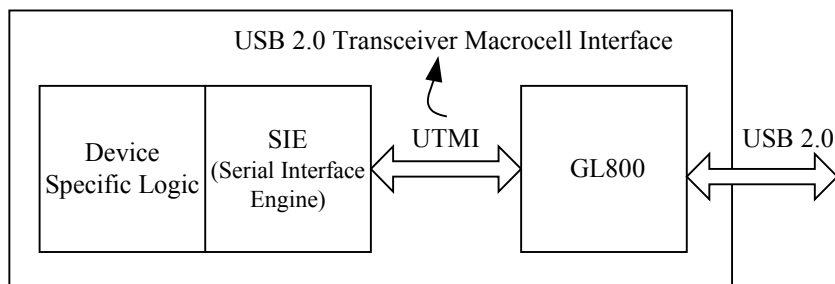 USB 2.0 Transceiver Macrocell Interface
Device
Specific Logic
SIE
(Serial Interface
Engine)
UTMI
GL800
USB 2.0